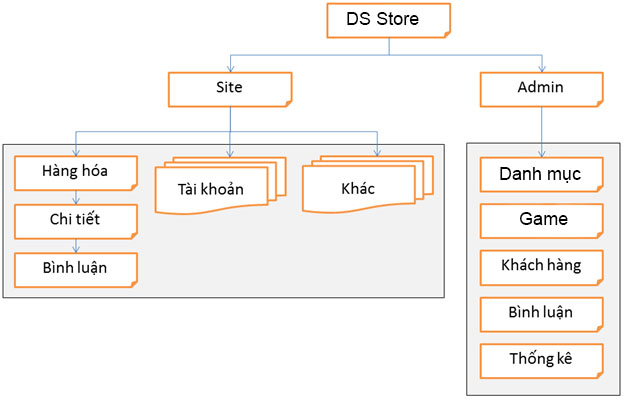 DS Store
Site
Admin
Hàng hóa
Tài khoản
Khác
Chi tiết
Bình luận
Danh mục
Game
Khách hàng
Bình luận
Thống kê